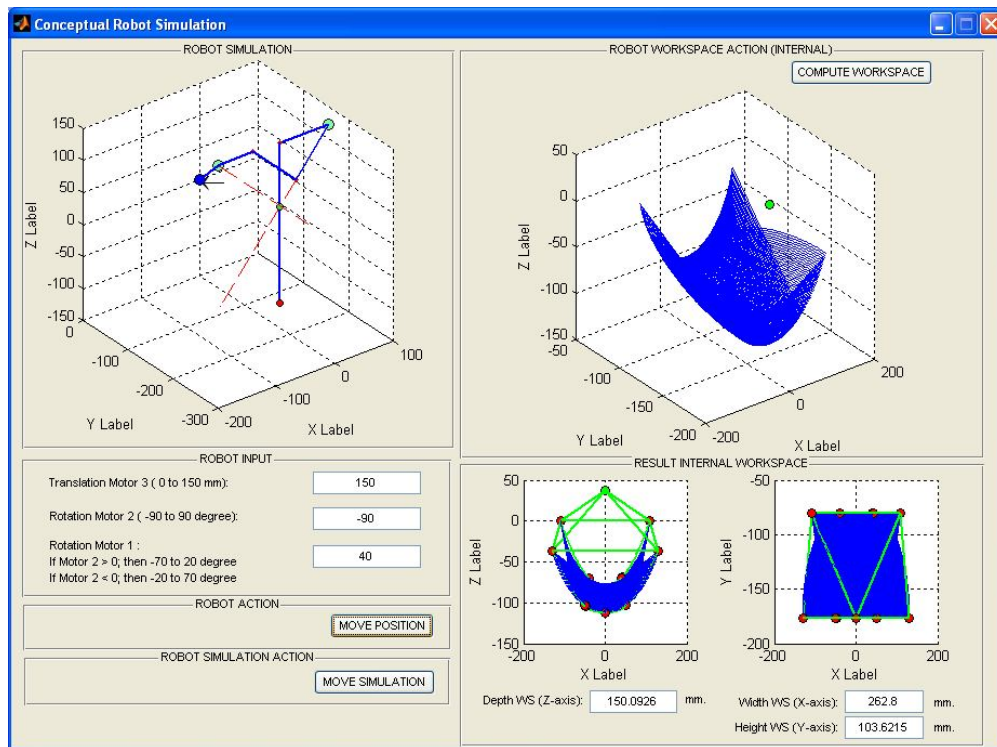 Conceptual Robot Simulation
ROBOT SIMULATION
150
100
50
0
-50
-100
-150
Z Label
0
-100
-200
-300
Y Label
-200
-100
0
100
X Label
ROBOT WORKSPACE ACTION (INTERNAL)
COMPUTE WORKSPACE
50
0
-50
-100
-150
Z Label
-50
-100
-150
-200
Y Label
-200
0
200
X Label
ROBOT INPUT
Translation Motor 3 ( 0 to 150 mm): 150
Rotation Motor 2 ( -90 to 90 degree): -90
Rotation Motor 1 :
If Motor 2 > 0; then -70 to 20 degree
If Motor 2 < 0; then -20 to 70 degree
40
ROBOT ACTION
MOVE POSITION
ROBOT SIMULATION ACTION
MOVE SIMULATION
RESULT INTERNAL WORKSPACE
50
0
-50
-100
-150
Z Label
-200
0
200
X Label
-50
-100
-150
-200
Y Label
-200
0
200
X Label
Depth WS (Z-axis): 150.0926 mm.
Width WS (X-axis): 262.8 mm.
Height WS (Y-axis): 103.6215 mm.